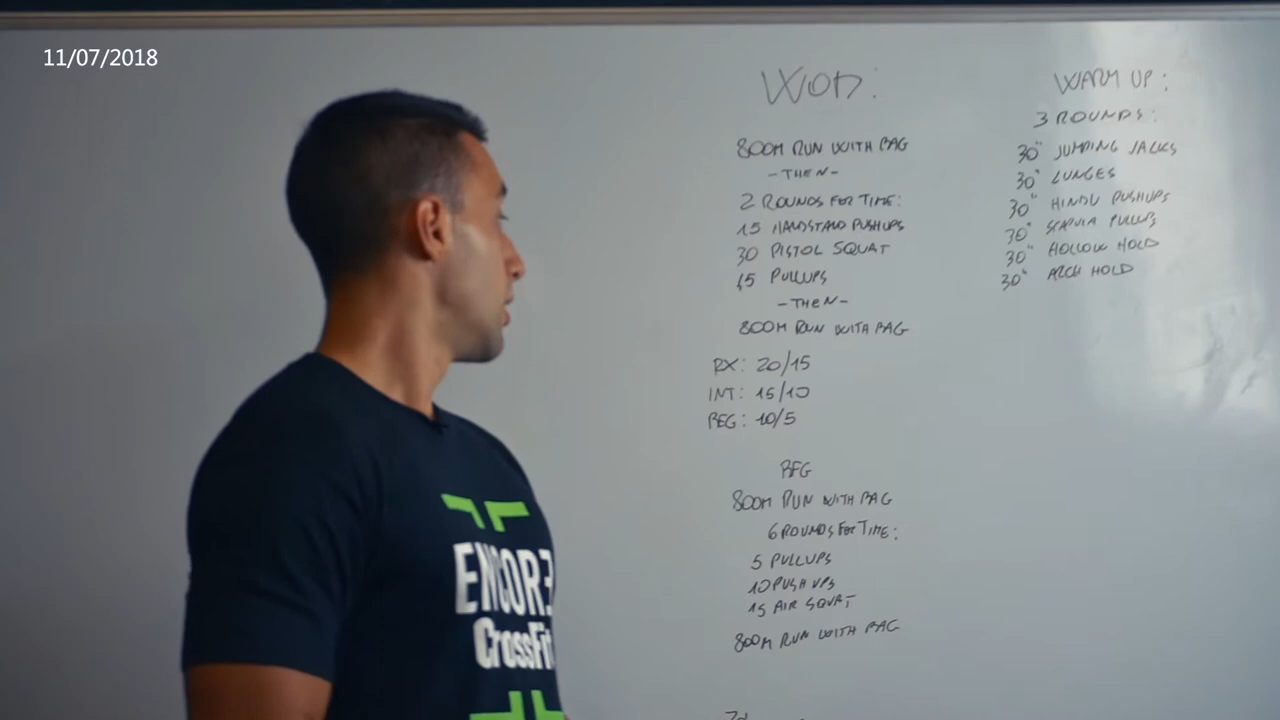 11/07/2018
WOD:
800M RUN WITH BAG
-THEN-
2 ROUNDS FOR TIME:
15 HANDSTAND PUSHUPS
30 PISTOL SQUAT
45 PULLUPS
-THEN-
800M RUN WITH BAG
RX: 20/15
INT: 15/10
BEG: 10/5
BEG
800M RUN WITH BAG
6 ROUNDS FOR TIME:
5 PULLUPS
10 PUSH UPS
15 AIR SQUAT
800M RUN WITH BAG
WARM UP:
3 ROUNDS:
30" JUMPING JACKS
30" LUNGES
30" HINDU PUSHUPS
30" SCAPULA PULLUPS
30" HOLLOW HOLD
30" ARCH HOLD
ENCORE
CrossFit